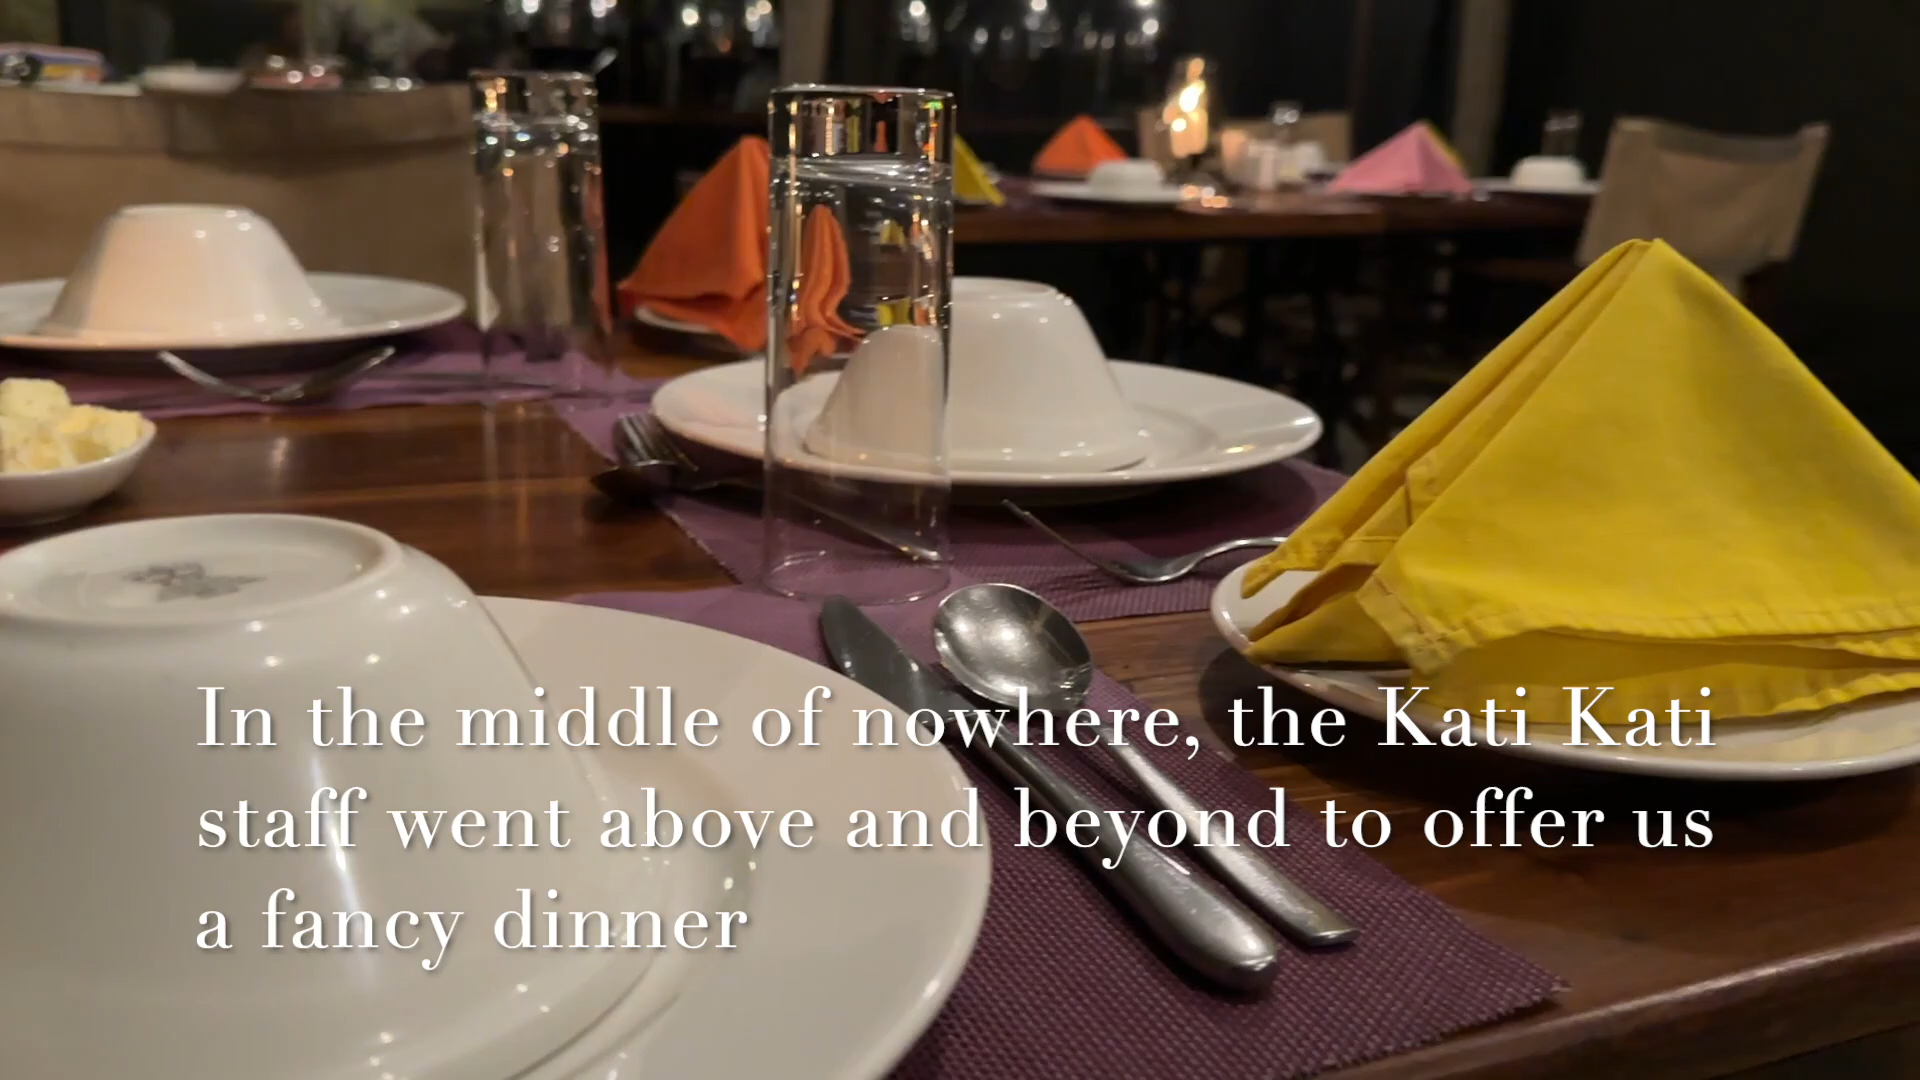 In the middle of nowhere, the Kati Kati
staff went above and beyond to offer us
a fancy dinner